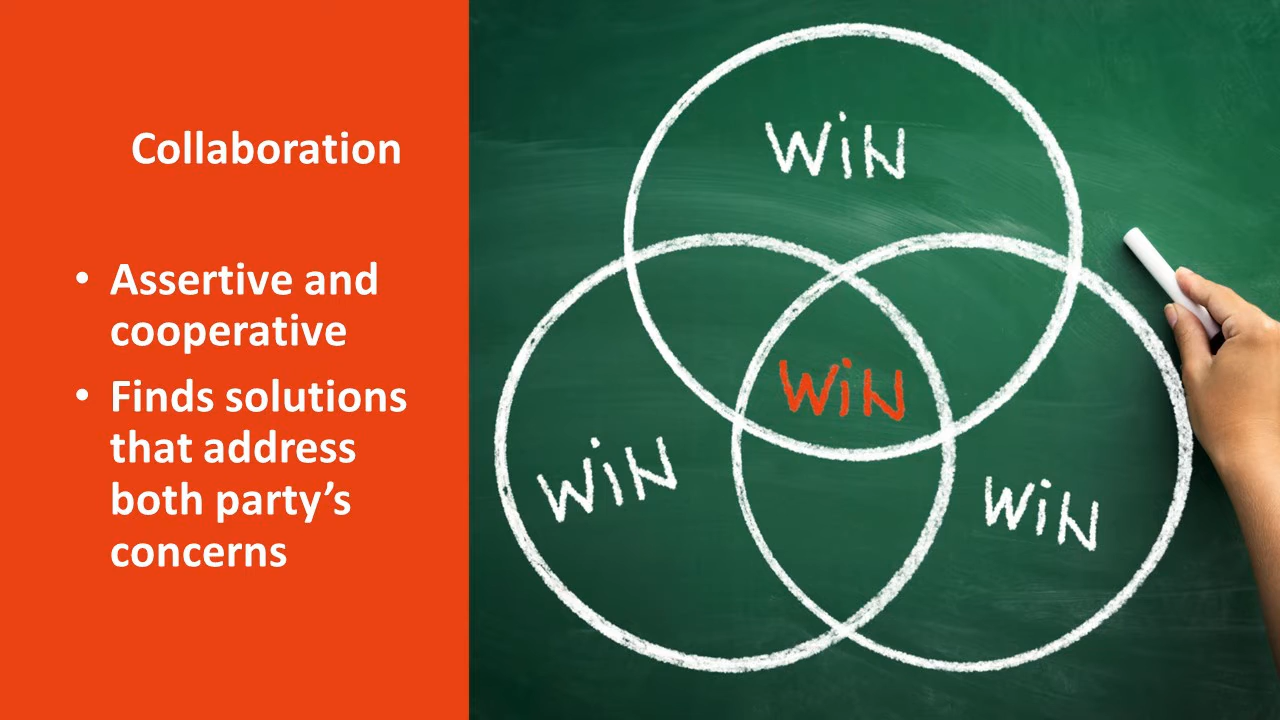 Collaboration
• Assertive and
cooperative
• Finds solutions
that address
both party’s
concerns
WiN
WiN
WiN
WiN